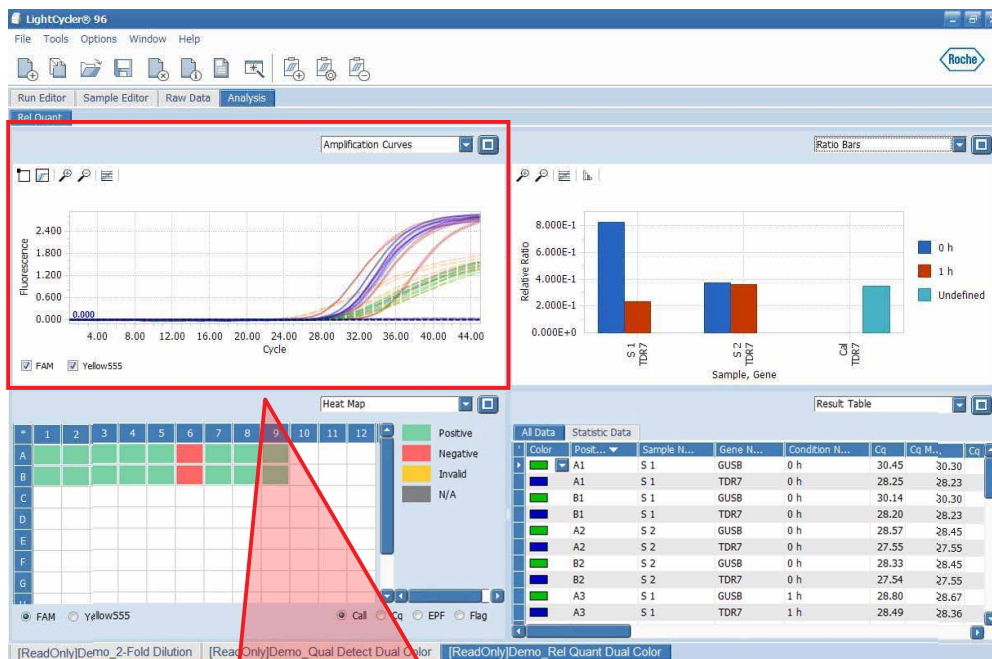 LightCycler® 96
File Tools Options Window Help
Roche
Run Editor Sample Editor Raw Data Analysis
Rel Quant
Amplification Curves
Fluorescence
2.400
1.800
1.200
0.600
0.000
0.000
4.00 8.00 12.00 16.00 20.00 24.00 28.00 32.00 36.00 40.00 44.00
Cycle
FAM Yellow555
Ratio Bars
Relative Ratio
8.000E-1
6.000E-1
4.000E-1
2.000E-1
0.000E+0
S 1 TDR7
S 2 TDR7
Cal TDR7
Sample, Gene
0 h
1 h
Undefined
Heat Map
* 1 2 3 4 5 6 7 8 9 10 11 12
A
B
C
D
E
F
G
Positive
Negative
Invalid
N/A
FAM Yellow555 Call Cq EPF Flag
Result Table
All Data Statistic Data
Color Posit... Sample N... Gene N... Condition N... Cq Cq M... Cq
A1 S 1 GUSB 0 h 30.45 30.30
A1 S 1 TDR7 0 h 28.25 28.23
B1 S 1 GUSB 0 h 30.14 30.30
B1 S 1 TDR7 0 h 28.20 28.23
A2 S 2 GUSB 0 h 28.57 28.45
A2 S 2 TDR7 0 h 27.55 27.55
B2 S 2 GUSB 0 h 28.33 28.45
B2 S 2 TDR7 0 h 27.54 27.55
A3 S 1 GUSB 1 h 28.80 28.67
A3 S 1 TDR7 1 h 28.49 28.36
[ReadOnly]Demo_2-Fold Dilution [ReadOnly]Demo_Qual Detect Dual Color [ReadOnly]Demo_Rel Quant Dual Color